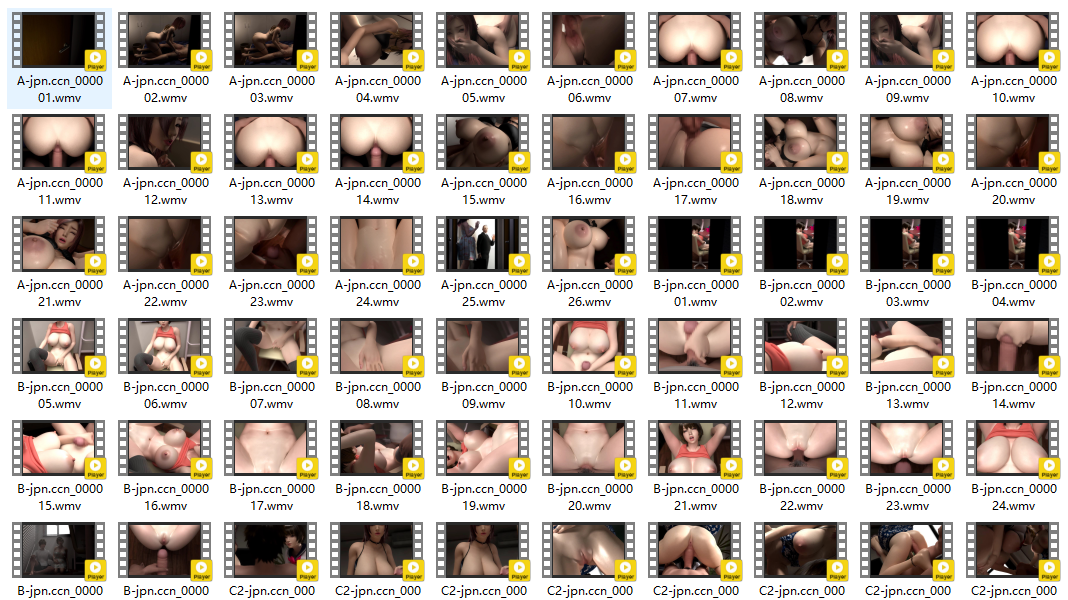 A-jpn.ccn_0000 A-jpn.ccn_0000 A-jpn.ccn_0000 A-jpn.ccn_0000 A-jpn.ccn_0000 A-jpn.ccn_0000 A-jpn.ccn_0000 A-jpn.ccn_0000 A-jpn.ccn_0000 A-jpn.ccn_0000
01.wmv 02.wmv 03.wmv 04.wmv 05.wmv 06.wmv 07.wmv 08.wmv 09.wmv 10.wmv
A-jpn.ccn_0000 A-jpn.ccn_0000 A-jpn.ccn_0000 A-jpn.ccn_0000 A-jpn.ccn_0000 A-jpn.ccn_0000 A-jpn.ccn_0000 A-jpn.ccn_0000 A-jpn.ccn_0000 A-jpn.ccn_0000
11.wmv 12.wmv 13.wmv 14.wmv 15.wmv 16.wmv 17.wmv 18.wmv 19.wmv 20.wmv
A-jpn.ccn_0000 A-jpn.ccn_0000 A-jpn.ccn_0000 A-jpn.ccn_0000 A-jpn.ccn_0000 A-jpn.ccn_0000 B-jpn.ccn_0000 B-jpn.ccn_0000 B-jpn.ccn_0000 B-jpn.ccn_0000
21.wmv 22.wmv 23.wmv 24.wmv 25.wmv 26.wmv 01.wmv 02.wmv 03.wmv 04.wmv
B-jpn.ccn_0000 B-jpn.ccn_0000 B-jpn.ccn_0000 B-jpn.ccn_0000 B-jpn.ccn_0000 B-jpn.ccn_0000 B-jpn.ccn_0000 B-jpn.ccn_0000 B-jpn.ccn_0000 B-jpn.ccn_0000
05.wmv 06.wmv 07.wmv 08.wmv 09.wmv 10.wmv 11.wmv 12.wmv 13.wmv 14.wmv
B-jpn.ccn_0000 B-jpn.ccn_0000 B-jpn.ccn_0000 B-jpn.ccn_0000 B-jpn.ccn_0000 B-jpn.ccn_0000 B-jpn.ccn_0000 B-jpn.ccn_0000 B-jpn.ccn_0000 B-jpn.ccn_0000
15.wmv 16.wmv 17.wmv 18.wmv 19.wmv 20.wmv 21.wmv 22.wmv 23.wmv 24.wmv
B-jpn.ccn_0000 B-jpn.ccn_0000 C2-jpn.ccn_000 C2-jpn.ccn_000 C2-jpn.ccn_000 C2-jpn.ccn_000 C2-jpn.ccn_000 C2-jpn.ccn_000 C2-jpn.ccn_000 C2-jpn.ccn_000